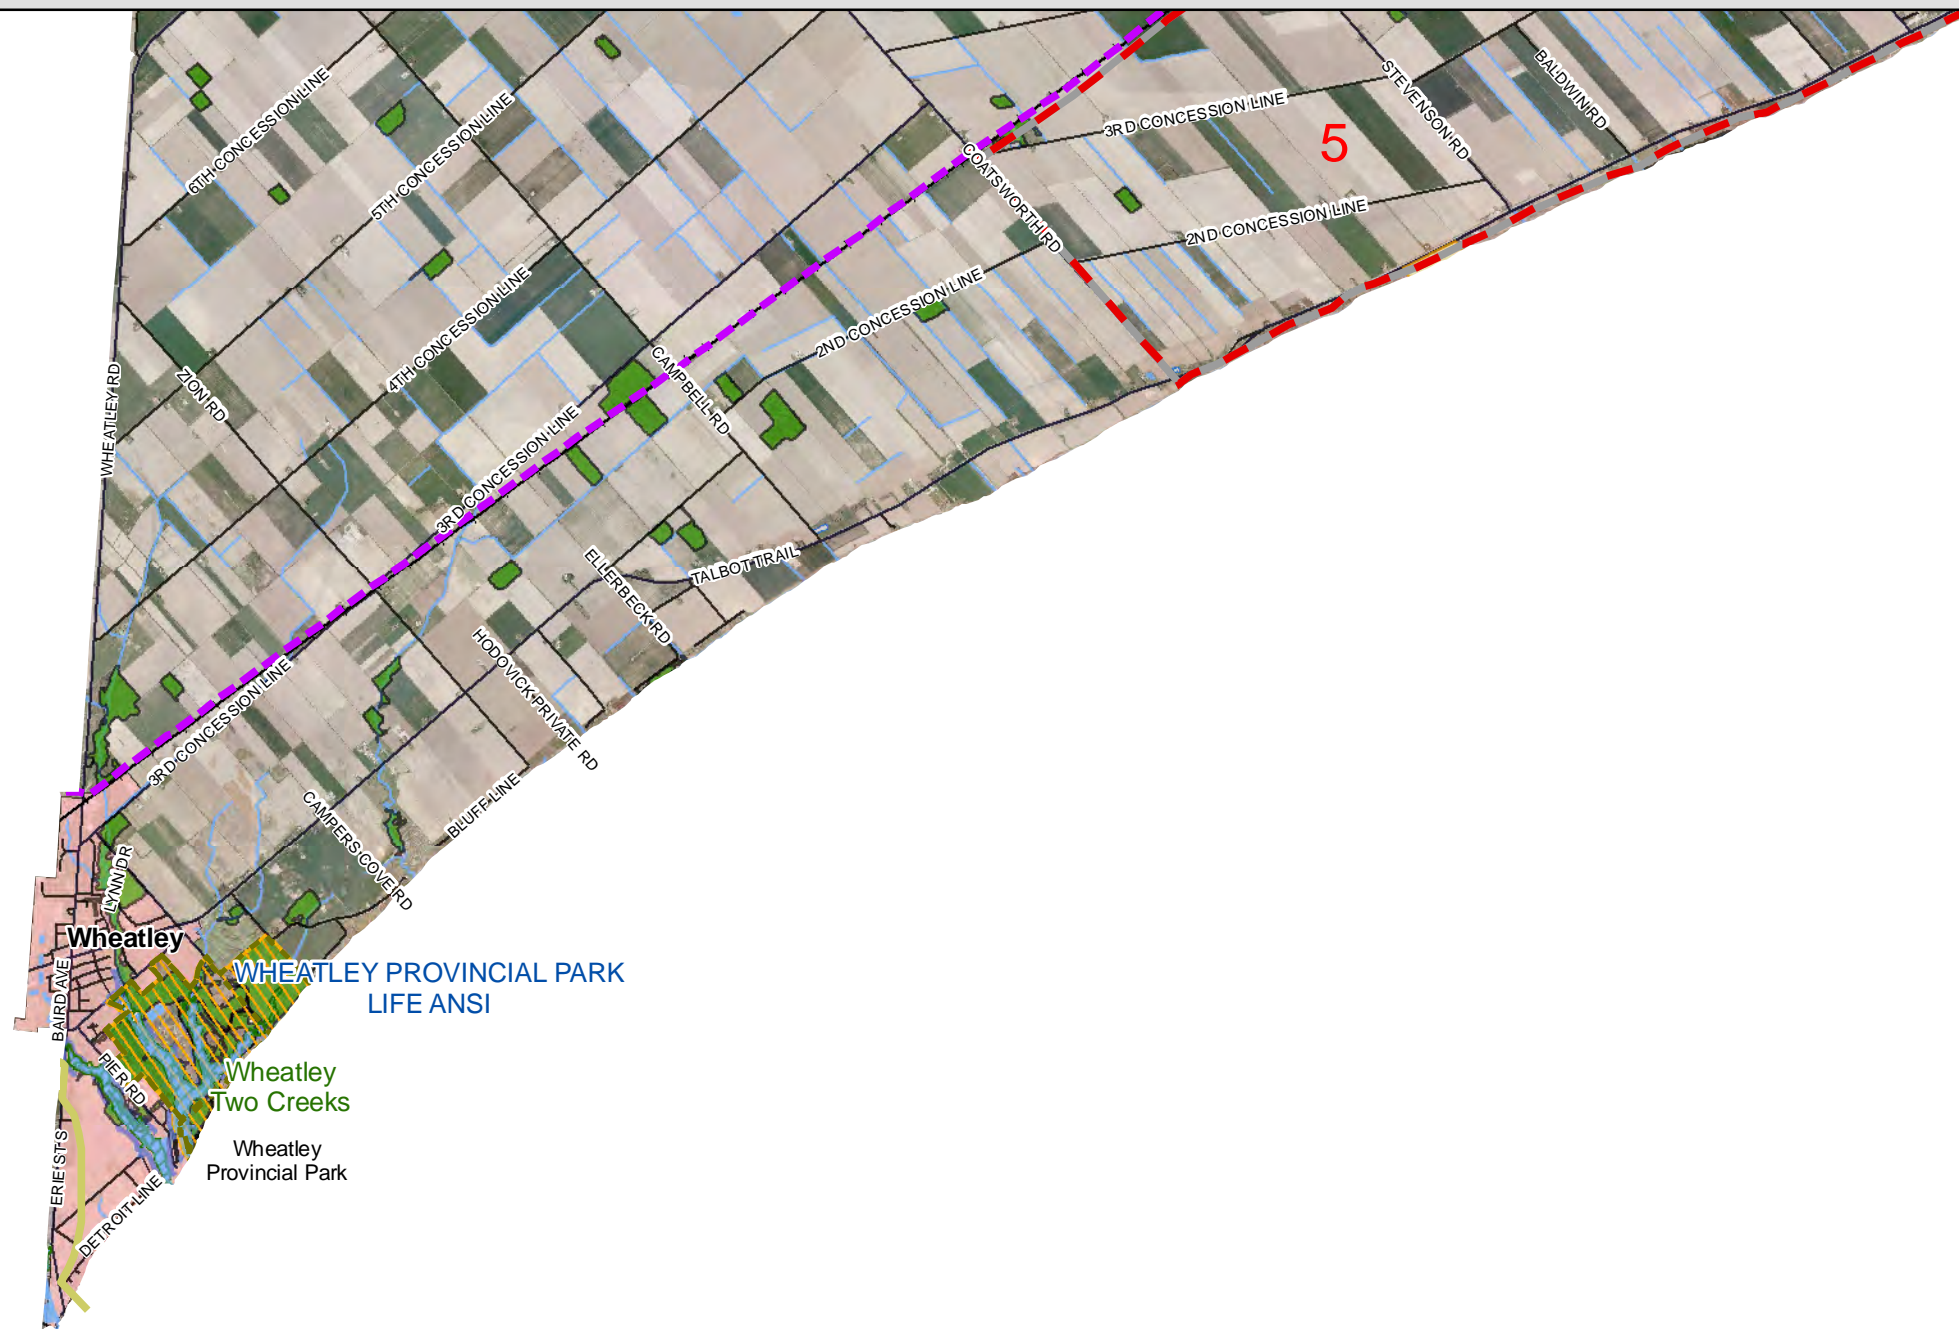 6TH CONCESSION LINE
5TH CONCESSION LINE
STEVENSON RD
BALDWIN RD
3RD CONCESSION LINE
5
COATSWORTH RD
2ND CONCESSION LINE
4TH CONCESSION LINE
2ND CONCESSION LINE
WHEATLEY RD
ZION RD
CAMPBELL RD
3RD CONCESSION LINE
TALBOT TRAIL
ELLERBECK RD
HODOVICK PRIVATE RD
3RD CONCESSION LINE
CAMPERS COVE RD
BLUFF LINE
LYNN DR
Wheatley
BAIRD AVE
WHEATLEY PROVINCIAL PARK
LIFE ANSI
PIER RD
Wheatley
Two Creeks
Wheatley
Provincial Park
ERIE ST S
DETROIT LINE